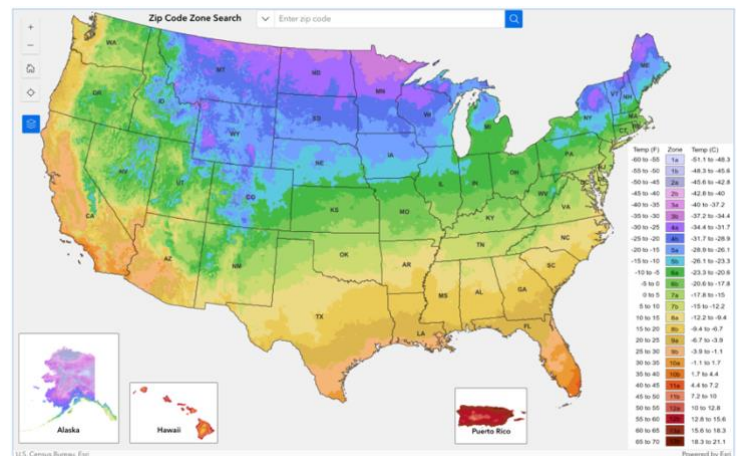 Zip Code Zone Search
Enter zip code
WA
MT
ND
MN
ME
OR
ID
WY
SD
WI
MI
NY
VT
NH
MA
CT
NV
UT
CO
NE
IA
IL
IN
OH
PA
WV
VA
CA
AZ
NM
KS
MO
KY
OK
AR
TN
NC
SC
TX
LA
MS
AL
GA
FL
Alaska
Hawaii
Puerto Rico
Temp (F) Zone Temp (C)
-60 to -55 1a -51.1 to -48.3
-55 to -50 1b -48.3 to -45.6
-50 to -45 2a -45.6 to -42.8
-45 to -40 2b -42.8 to -40
-40 to -35 3a -40 to -37.2
-35 to -30 3b -37.2 to -34.4
-30 to -25 4a -34.4 to -31.7
-25 to -20 4b -31.7 to -28.9
-20 to -15 5a -28.9 to -26.1
-15 to -10 5b -26.1 to -23.3
-10 to -5 6a -23.3 to -20.6
-5 to 0 6b -20.6 to -17.8
0 to 5 7a -17.8 to -15
5 to 10 7b -15 to -12.2
10 to 15 8a -12.2 to -9.4
15 to 20 8b -9.4 to -6.7
20 to 25 9a -6.7 to -3.9
25 to 30 9b -3.9 to -1.1
30 to 35 10a -1.1 to 1.7
35 to 40 10b 1.7 to 4.4
40 to 45 11a 4.4 to 7.2
45 to 50 11b 7.2 to 10
50 to 55 12a 10 to 12.8
55 to 60 12.8 to 15.6
60 to 65 15.6 to 18.3
65 to 70 18.3 to 21.1
U.S. Census Bureau, Esri
Powered by Esri